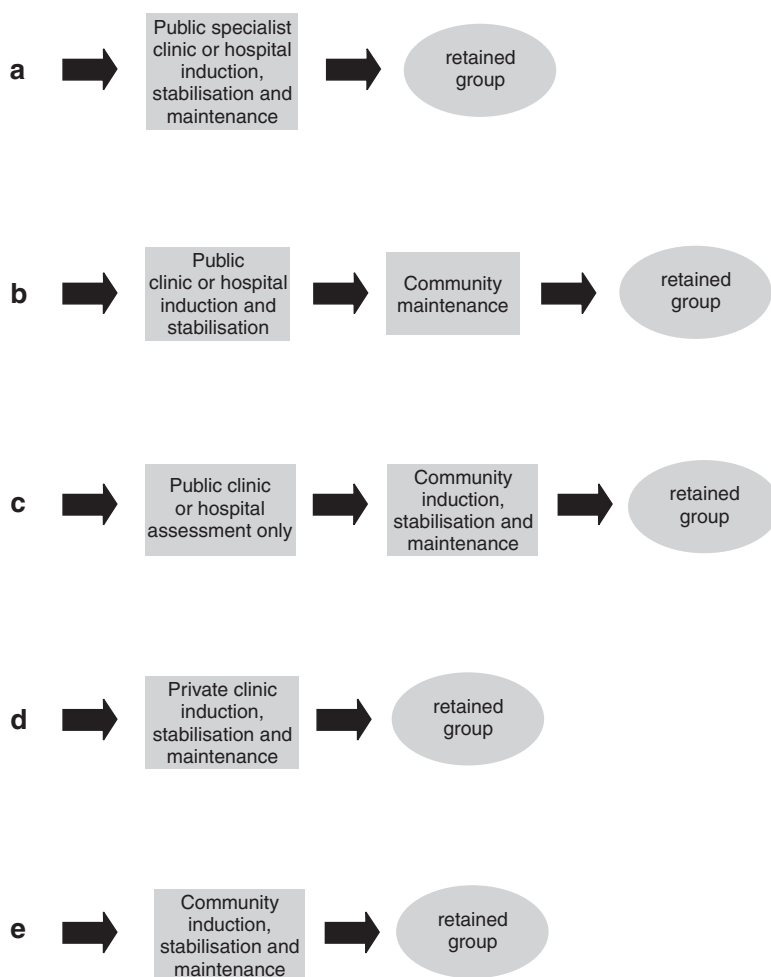 a
Public specialist
clinic or hospital
induction,
stabilisation and
maintenance
retained
group
b
Public
clinic or hospital
induction and
stabilisation
Community
maintenance
retained
group
c
Public clinic
or hospital
assessment only
Community
induction,
stabilisation and
maintenance
retained
group
d
Private clinic
induction,
stabilisation and
maintenance
retained
group
e
Community
induction,
stabilisation and
maintenance
retained
group